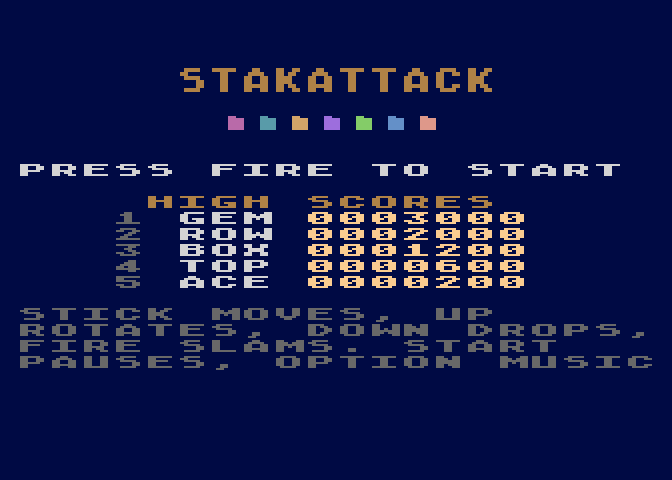 STAKATTACK
PRESS FIRE TO START
HIGH SCORES
1 GEM 0003000
2 ROW 0002000
3 BOX 0001200
4 TOP 0000600
5 ACE 0000200
STICK MOVES, UP
ROTATES, DOWN DROPS,
FIRE SLAMS. START
PAUSES, OPTION MUSIC